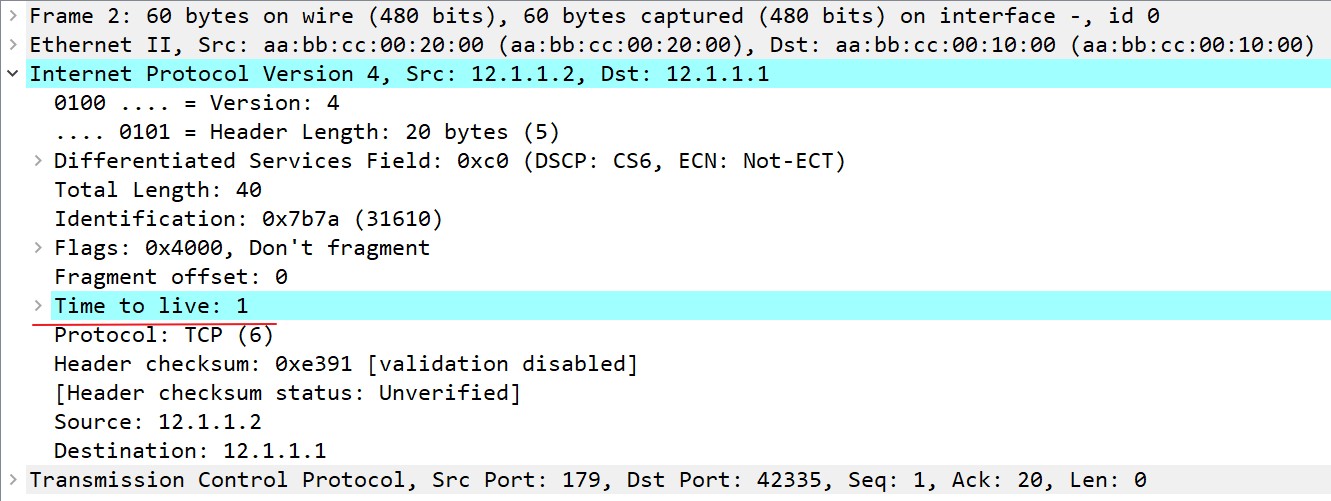 Frame 2: 60 bytes on wire (480 bits), 60 bytes captured (480 bits) on interface -, id 0
Ethernet II, Src: aa:bb:cc:00:20:00 (aa:bb:cc:00:20:00), Dst: aa:bb:cc:00:10:00 (aa:bb:cc:00:10:00)
Internet Protocol Version 4, Src: 12.1.1.2, Dst: 12.1.1.1
0100 .... = Version: 4
.... 0101 = Header Length: 20 bytes (5)
Differentiated Services Field: 0xc0 (DSCP: CS6, ECN: Not-ECT)
Total Length: 40
Identification: 0x7b7a (31610)
Flags: 0x4000, Don't fragment
Fragment offset: 0
Time to live: 1
Protocol: TCP (6)
Header checksum: 0xe391 [validation disabled]
[Header checksum status: Unverified]
Source: 12.1.1.2
Destination: 12.1.1.1
Transmission Control Protocol, Src Port: 179, Dst Port: 42335, Seq: 1, Ack: 20, Len: 0